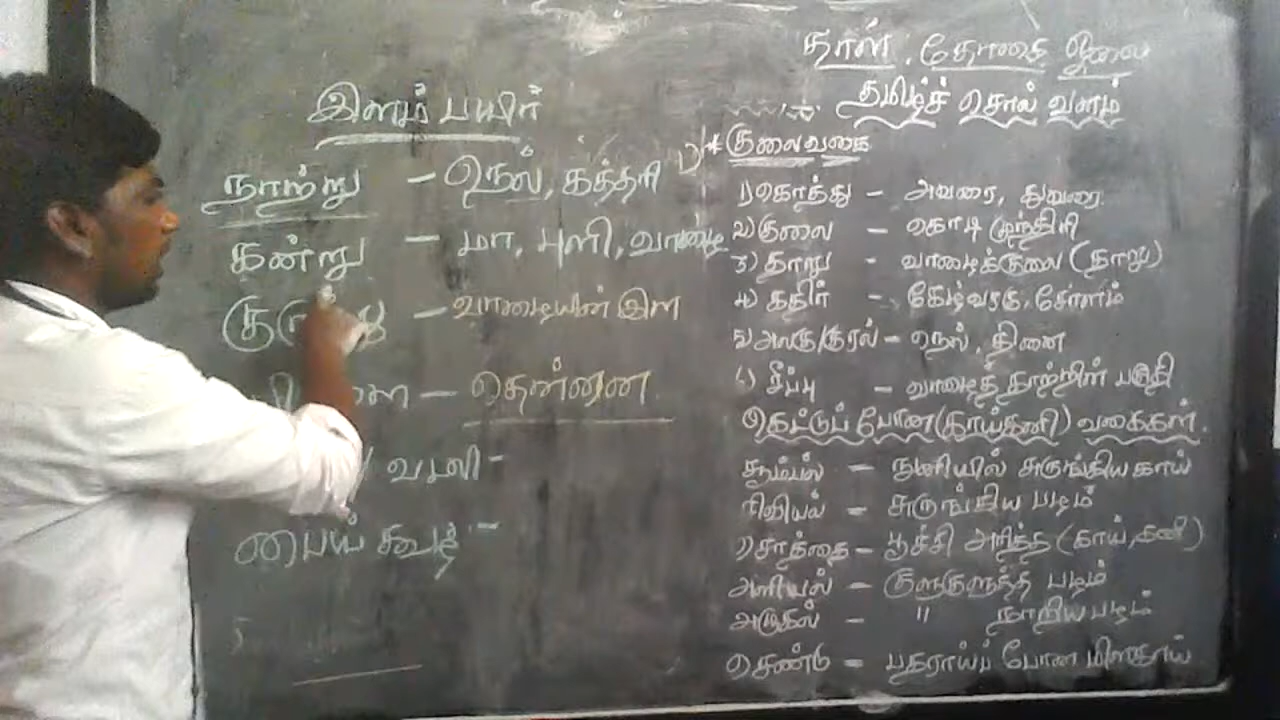 தாள், தோகை ஓலை
தமிழ்ச் சொல் வளம்
இளம் பயிர்
நாற்று - நெல், கத்தரி
கன்று - மா, புளி, வாழை
- வாழையின் இள
- தென்னை
வடலி -
பைங் கூழ் -
1) * குலை வகை
1) கொத்து - அவரை, துவரை
2) குலை - கொடி முந்திரி
3) தாறு - வாழைக்குலை (தாறு)
4) கதிர் - கேழ்வரகு, சோளம்
5) அலகு/குரல் - நெல், தினை
6) சீப்பு - வாழைத் தாற்றின் பகுதி
கெட்டுப் போன (காய்கனி) வகைகள்.
சூம்பல் - நுனியில் சுருங்கிய காய்
சிவியல் - சுருங்கிய பழம்
சொத்தை - பூச்சி அரித்த (காய், கனி)
அளியல் - குளுகுளுத்த பழம்
அழுகல் - " நாறிய பழம்
சொண்டு - பதராய்ப் போன மிளகாய்